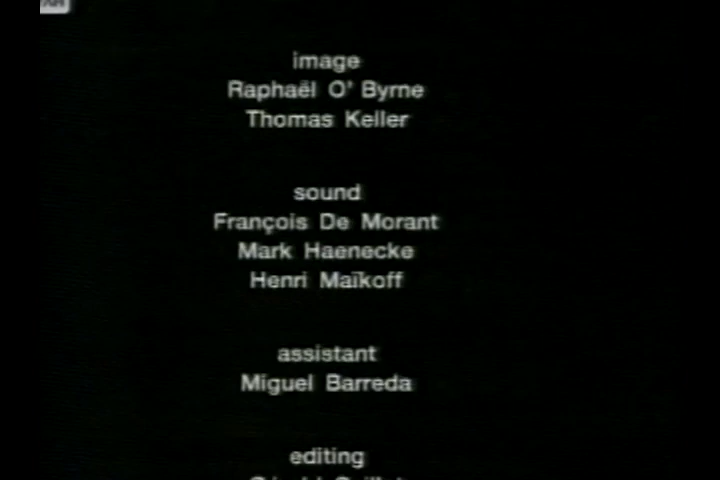 image
Raphaël O' Byrne
Thomas Keller
sound
François De Morant
Mark Haenecke
Henri Maïkoff
assistant
Miguel Barreda
editing